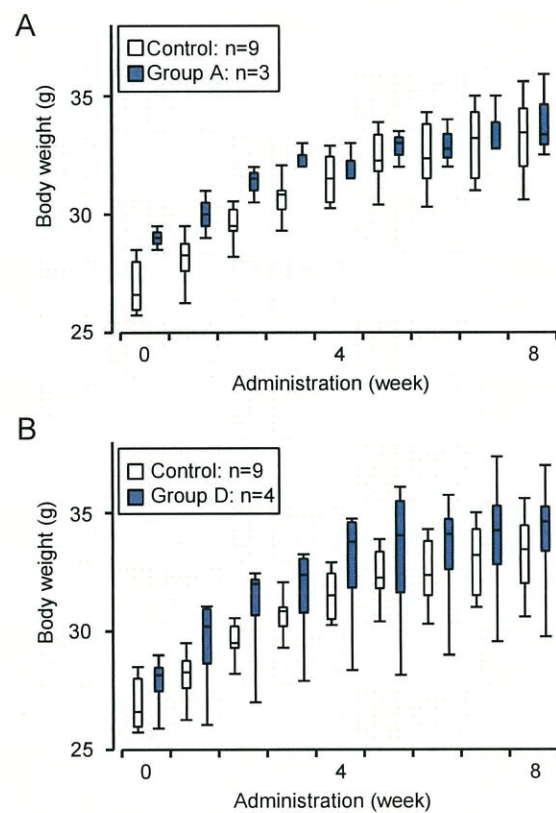 A
Control: n=9
Group A: n=3
Body weight (g)
35
30
25
0 4 8
Administration (week)
B
Control: n=9
Group D: n=4
Body weight (g)
35
30
25
0 4 8
Administration (week)